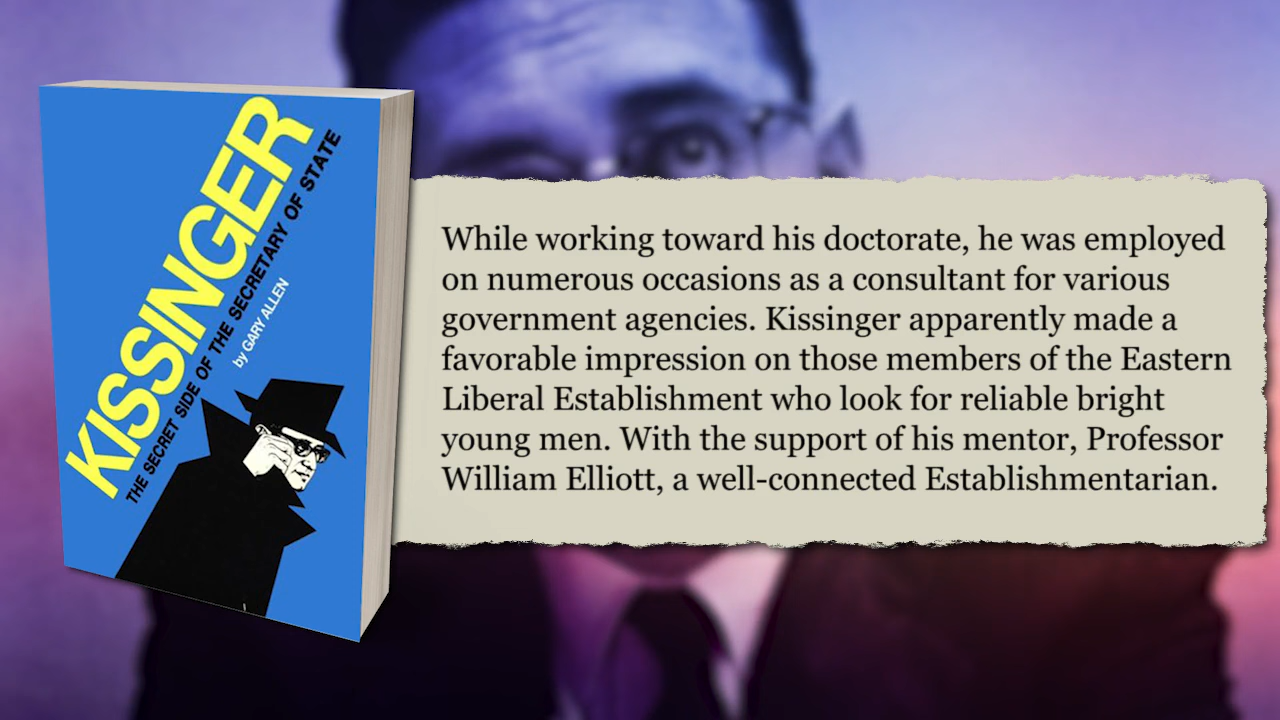 KISSINGER
THE SECRET SIDE OF THE SECRETARY OF STATE
by GARY ALLEN
While working toward his doctorate, he was employed
on numerous occasions as a consultant for various
government agencies. Kissinger apparently made a
favorable impression on those members of the Eastern
Liberal Establishment who look for reliable bright
young men. With the support of his mentor, Professor
William Elliott, a well-connected Establishmentarian.